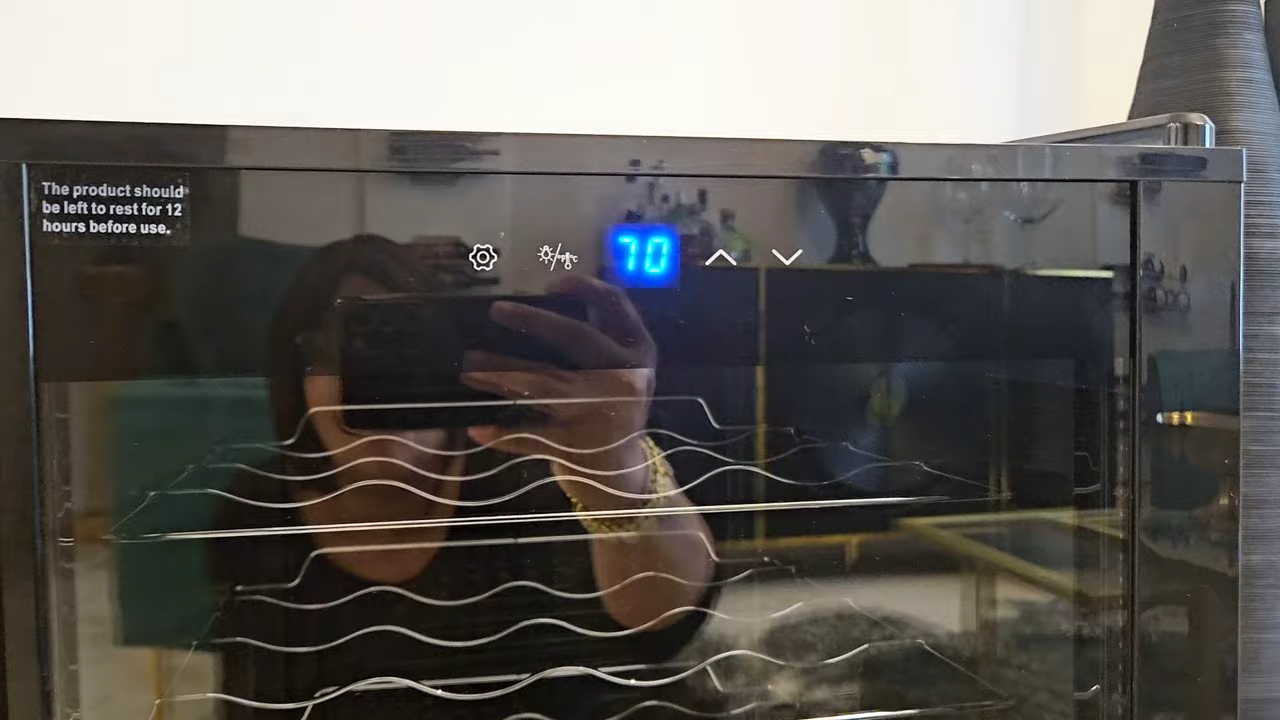 The product should
be left to rest for 12
hours before use.
70